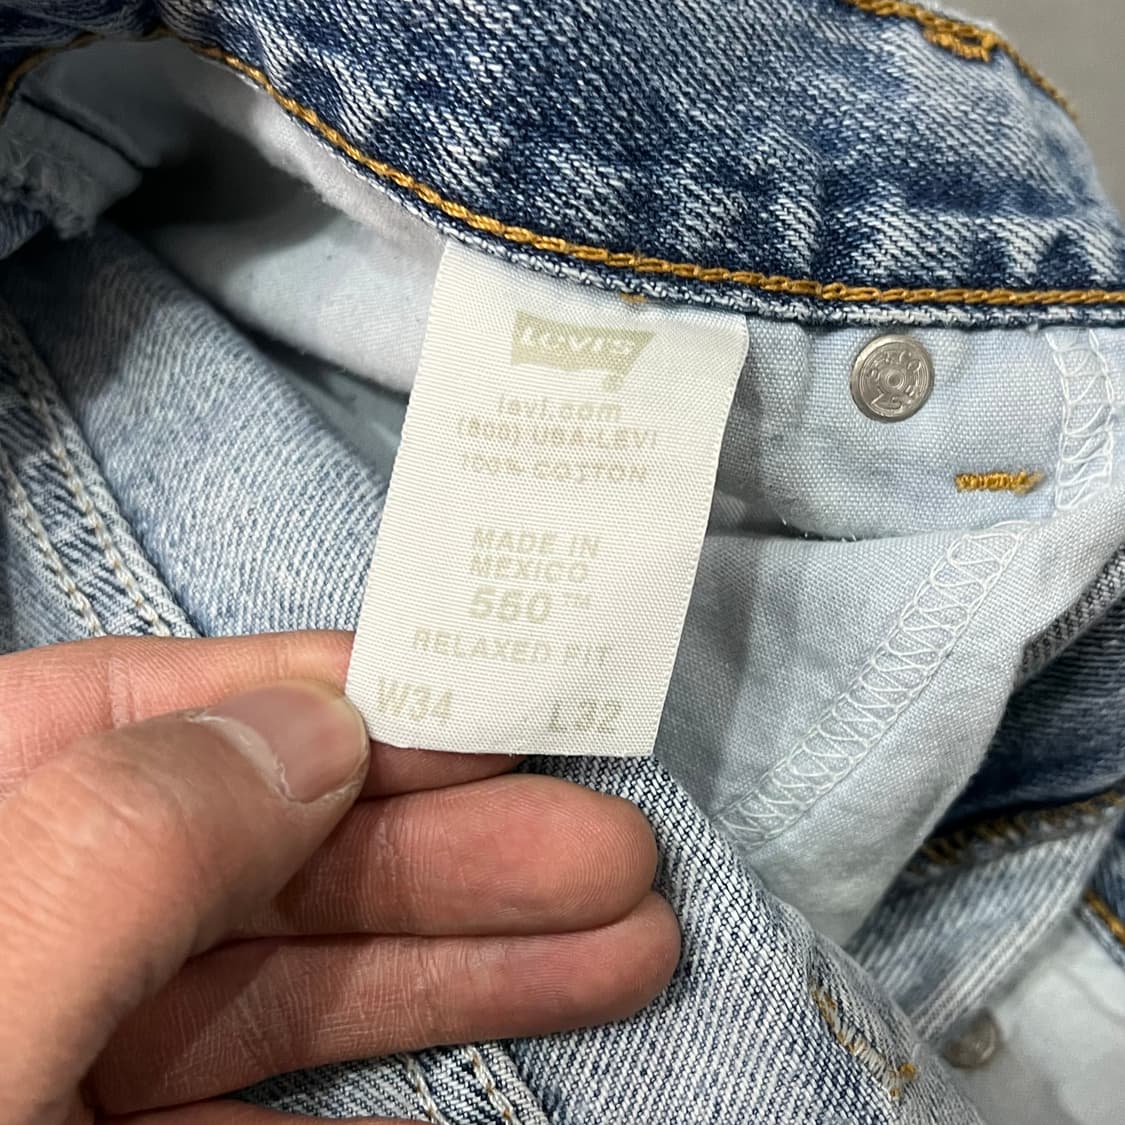 LEVI'S
®
levi.com
(800) USA-LEVI
100% COTTON
MADE IN
MEXICO
550™
RELAXED FIT
W34 L32